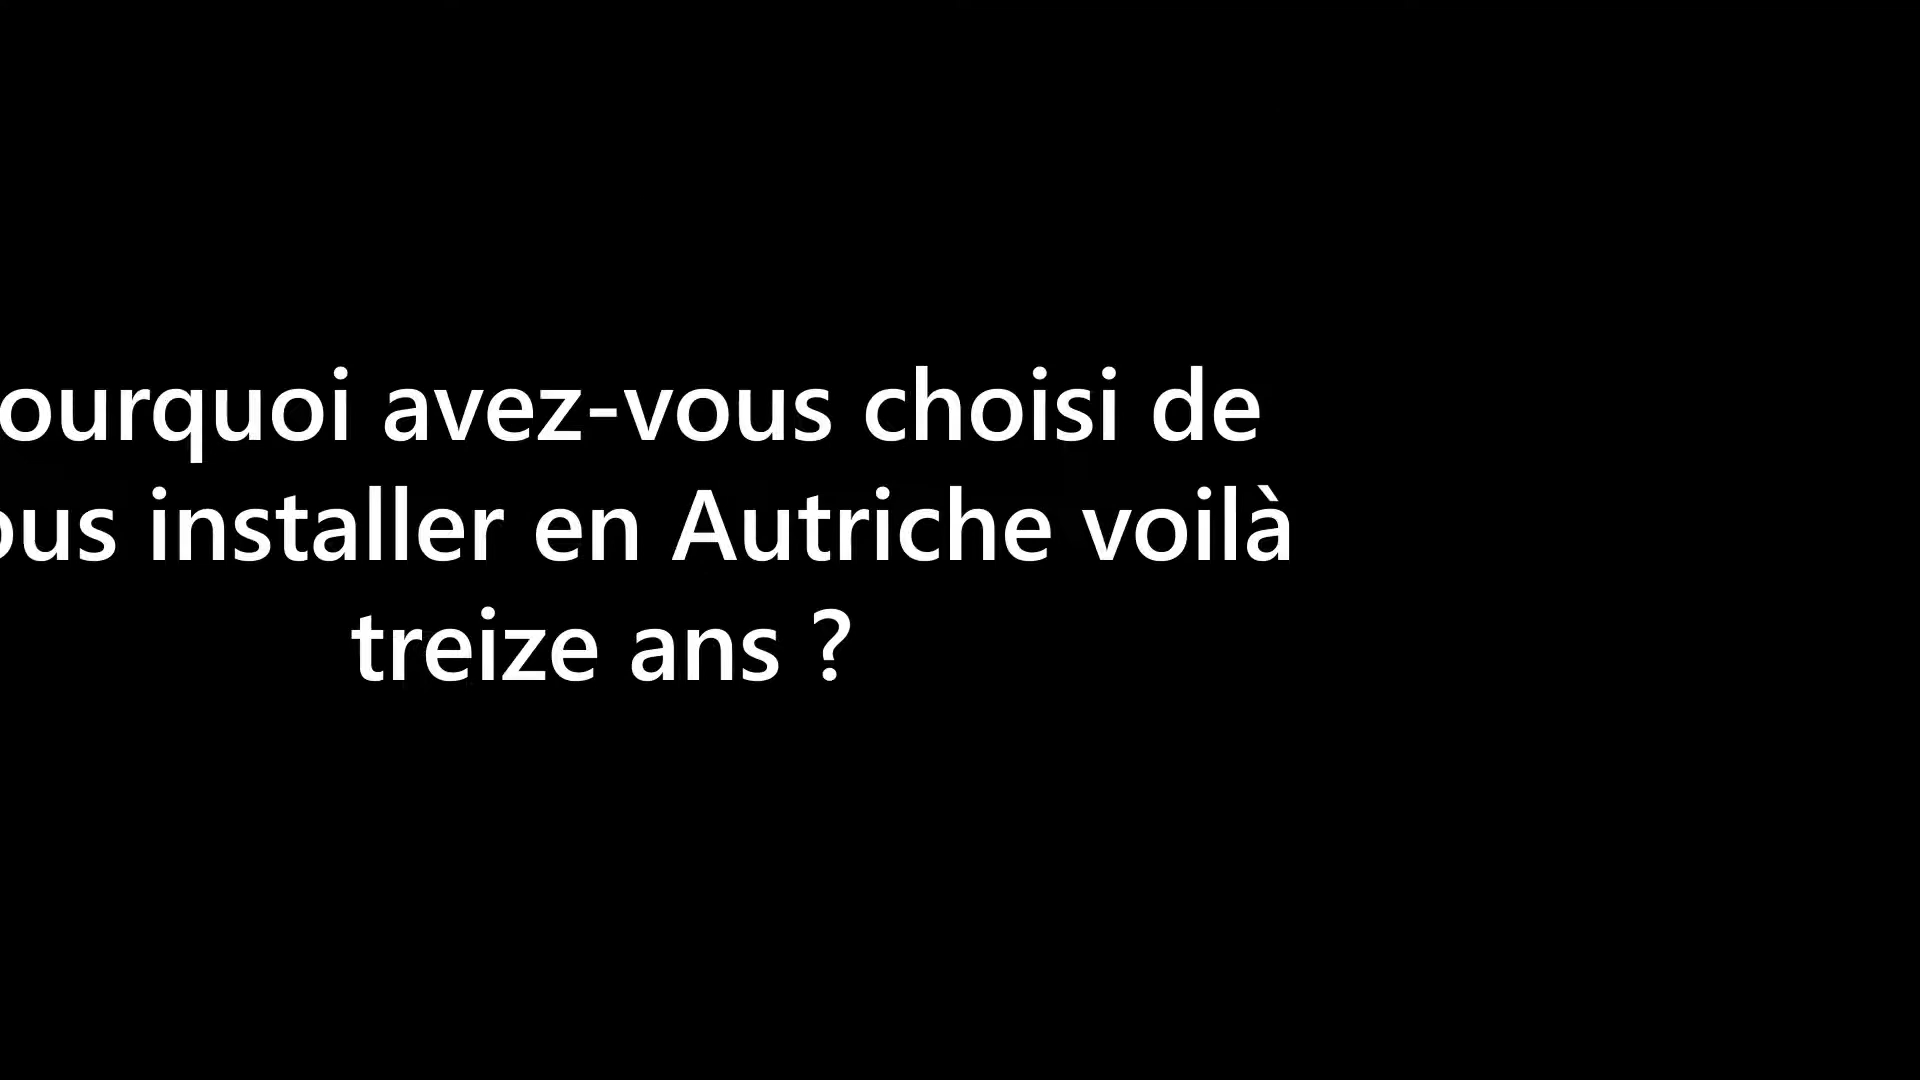 ourquoi avez-vous choisi de
ous installer en Autriche voilà
treize ans ?